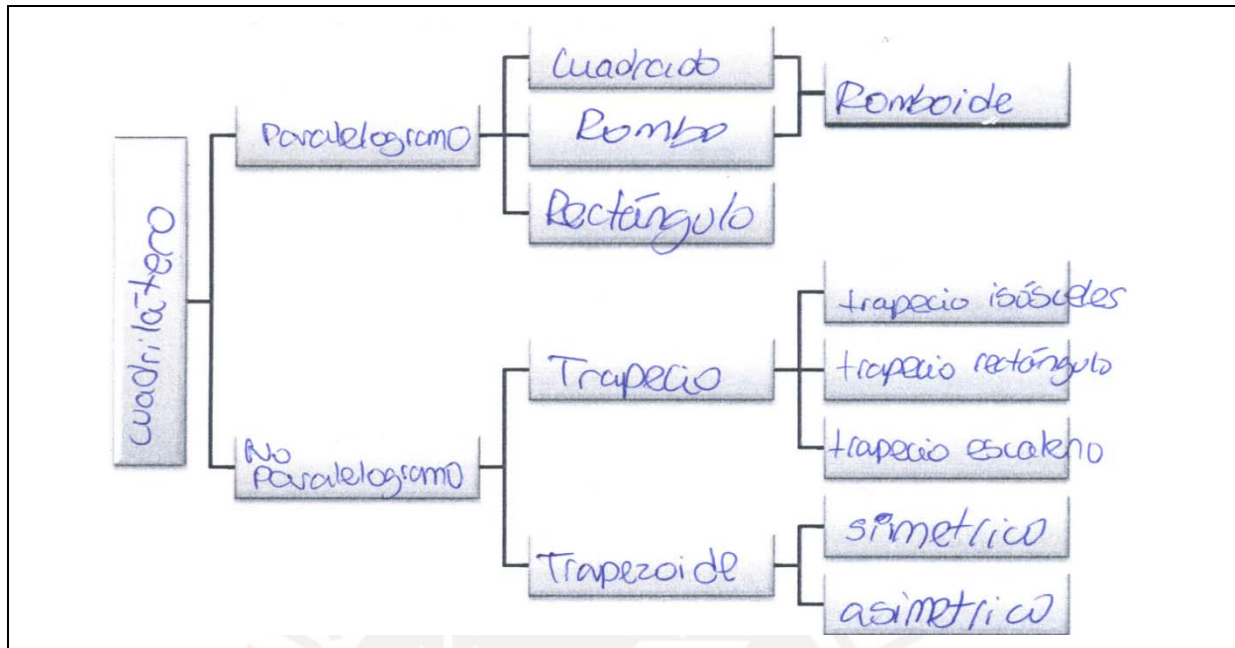 cuadrilátero
Paralelogramo
Cuadrado
Rombo
Rectángulo
Romboide
No
Paralelogramo
Trapecio
trapecio isósceles
trapecio rectángulo
trapecio escaleno
Trapezoide
simetrico
asimetrico